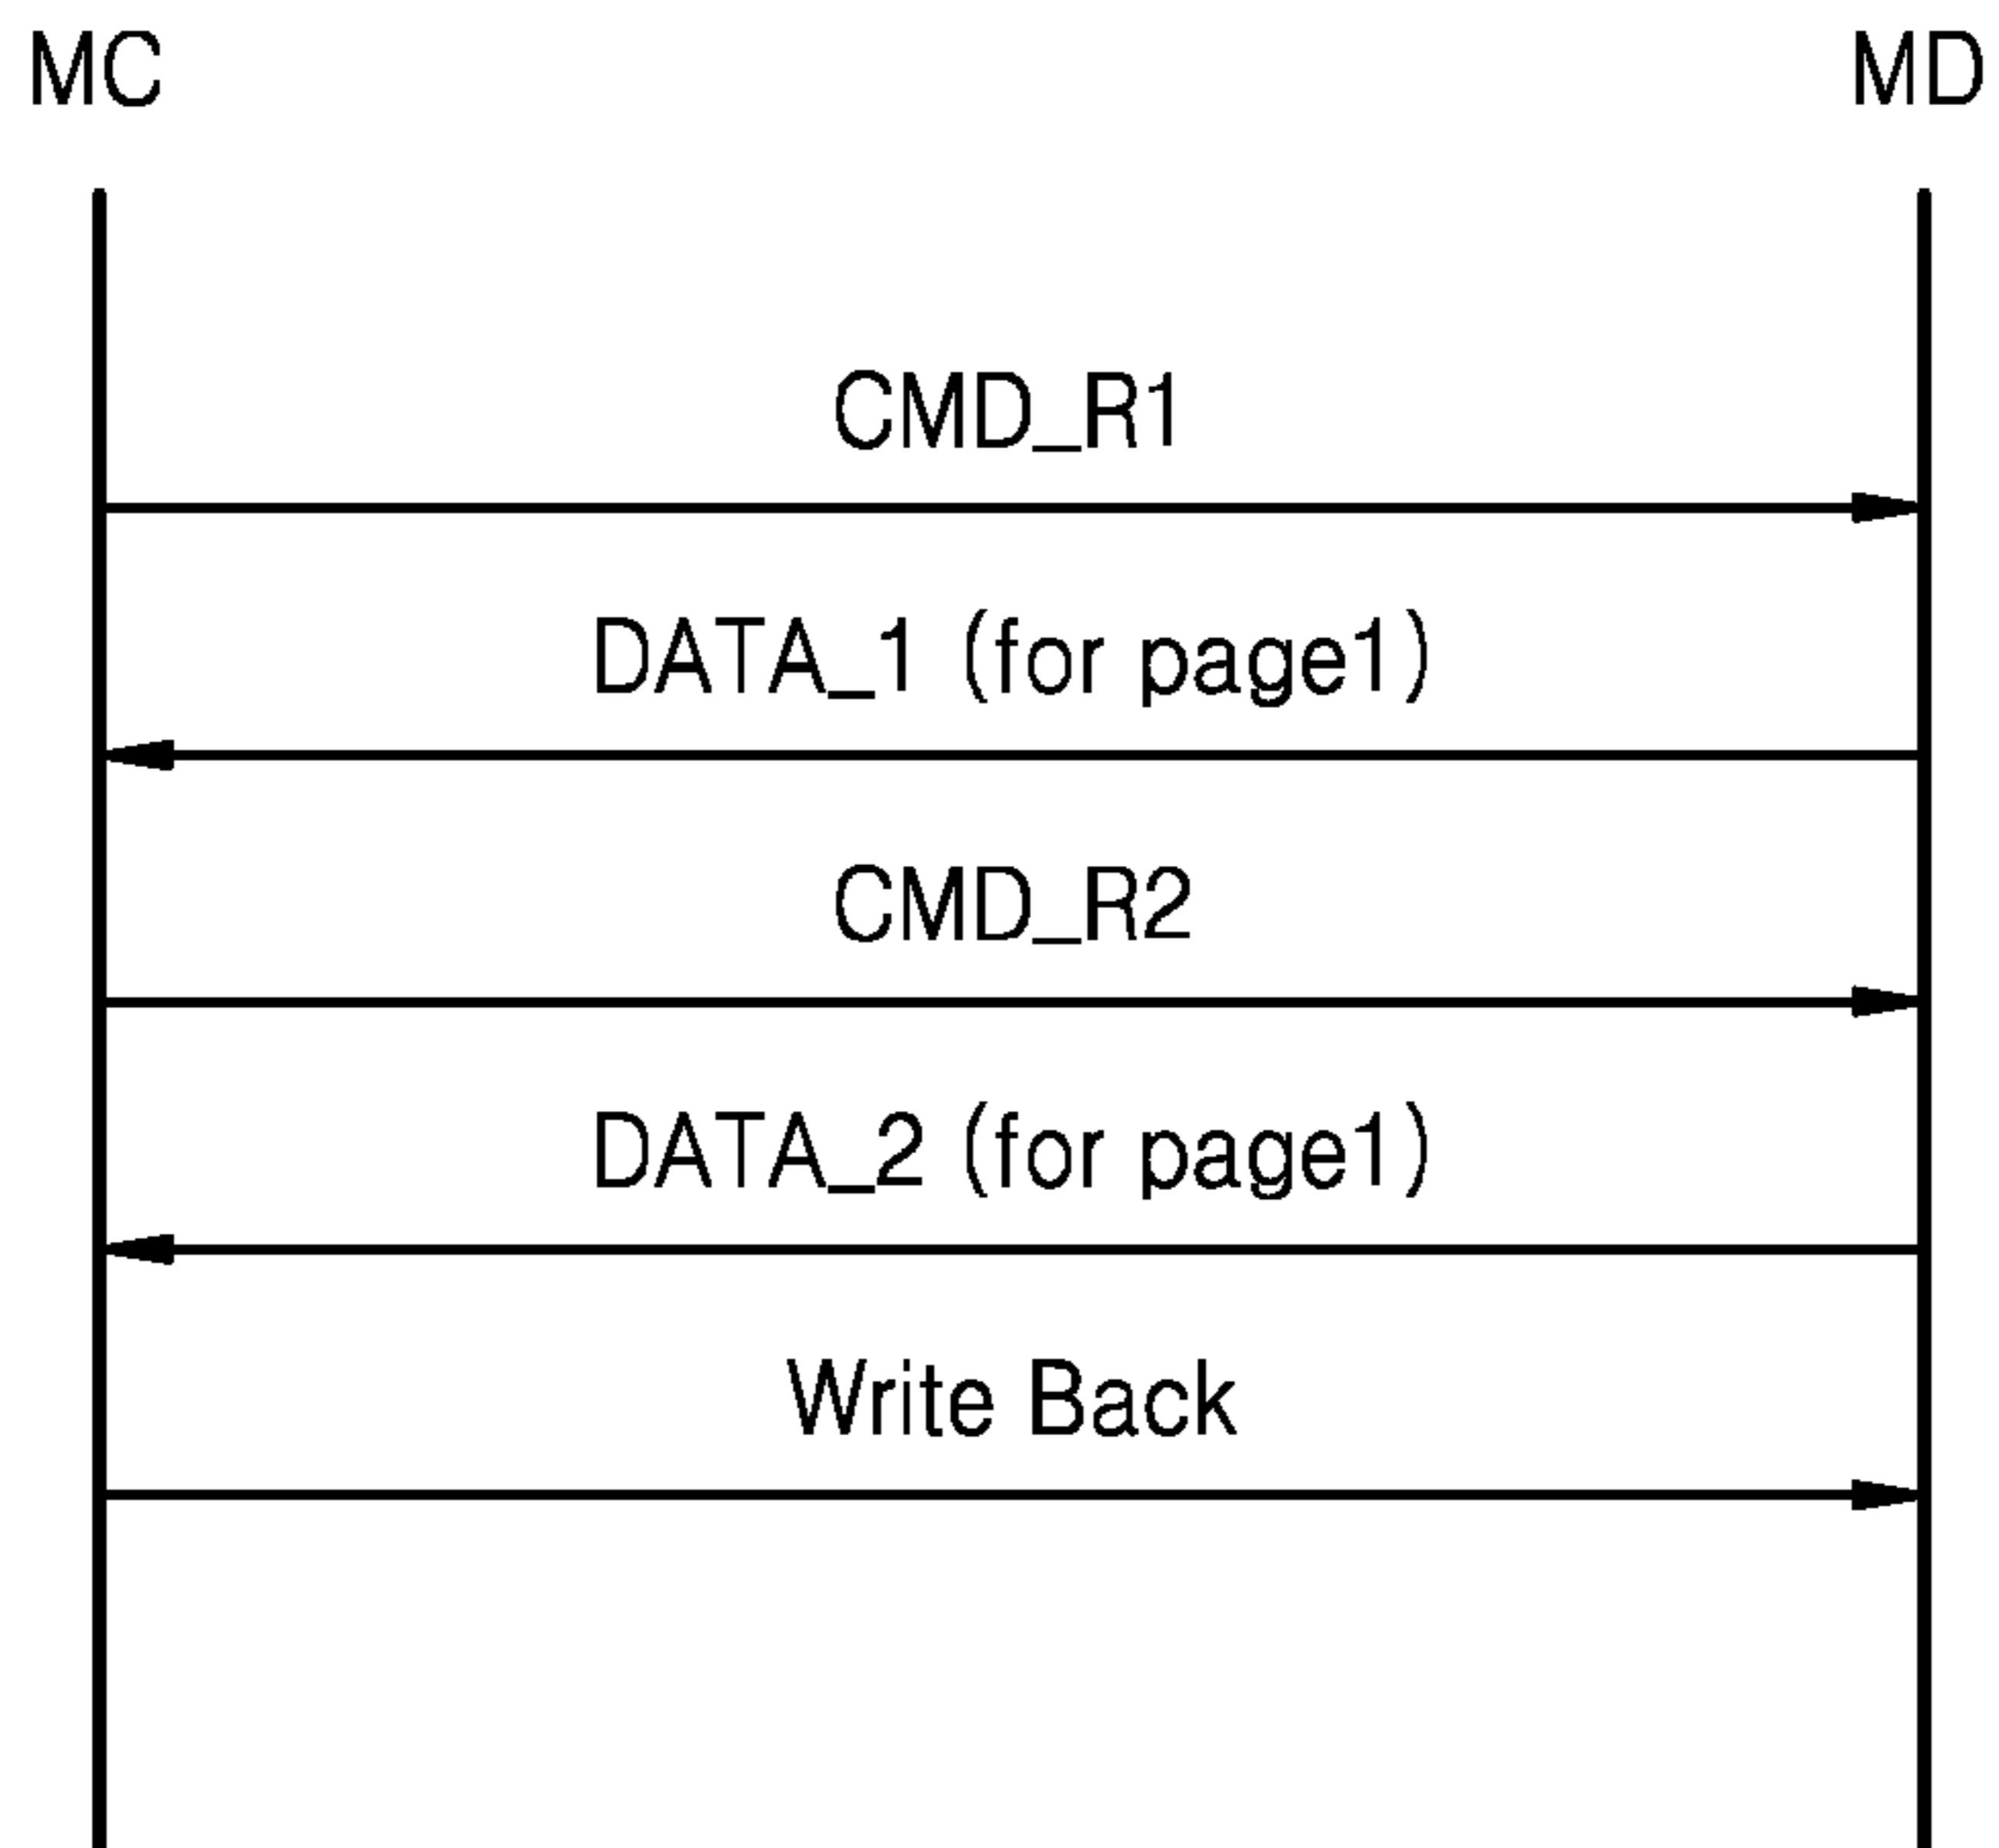 MC MD
CMD_R1
DATA_1 (for page1)
CMD_R2
DATA_2 (for page1)
Write Back